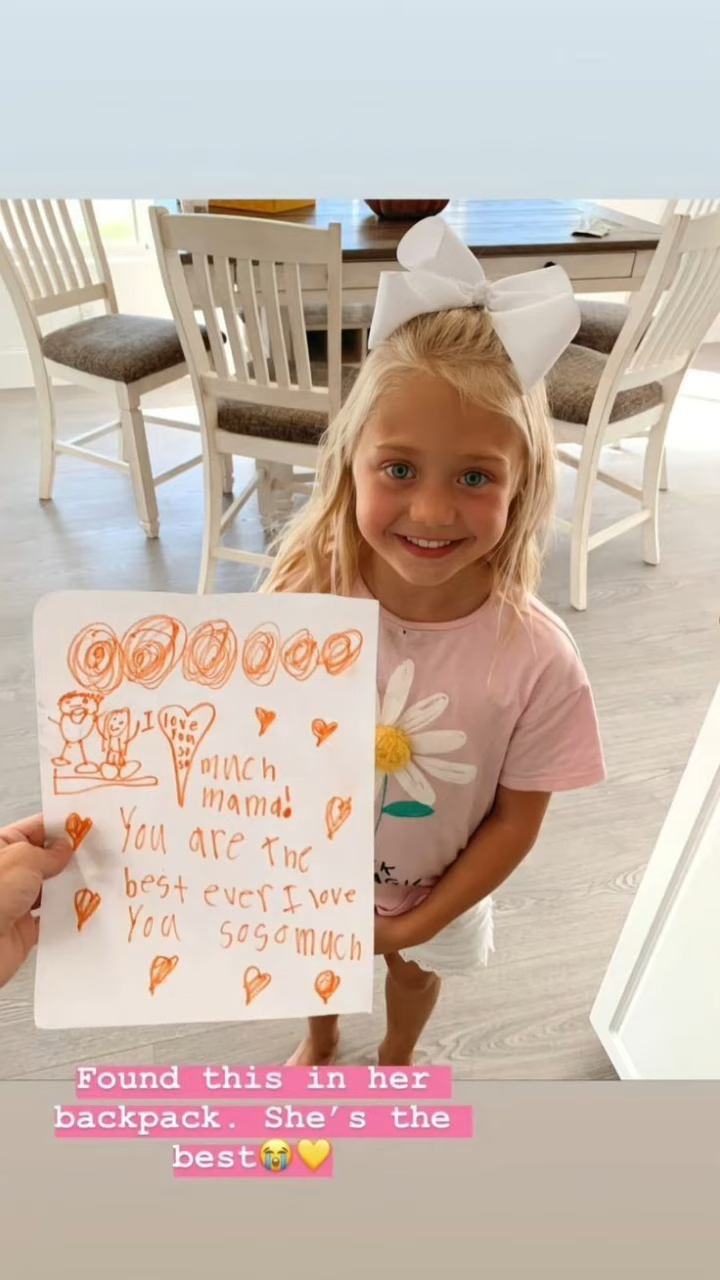 I love
you
so
so
much
mama!
You are the
best ever I love
You sosomuch
Found this in her
backpack. She's the
best😭💛